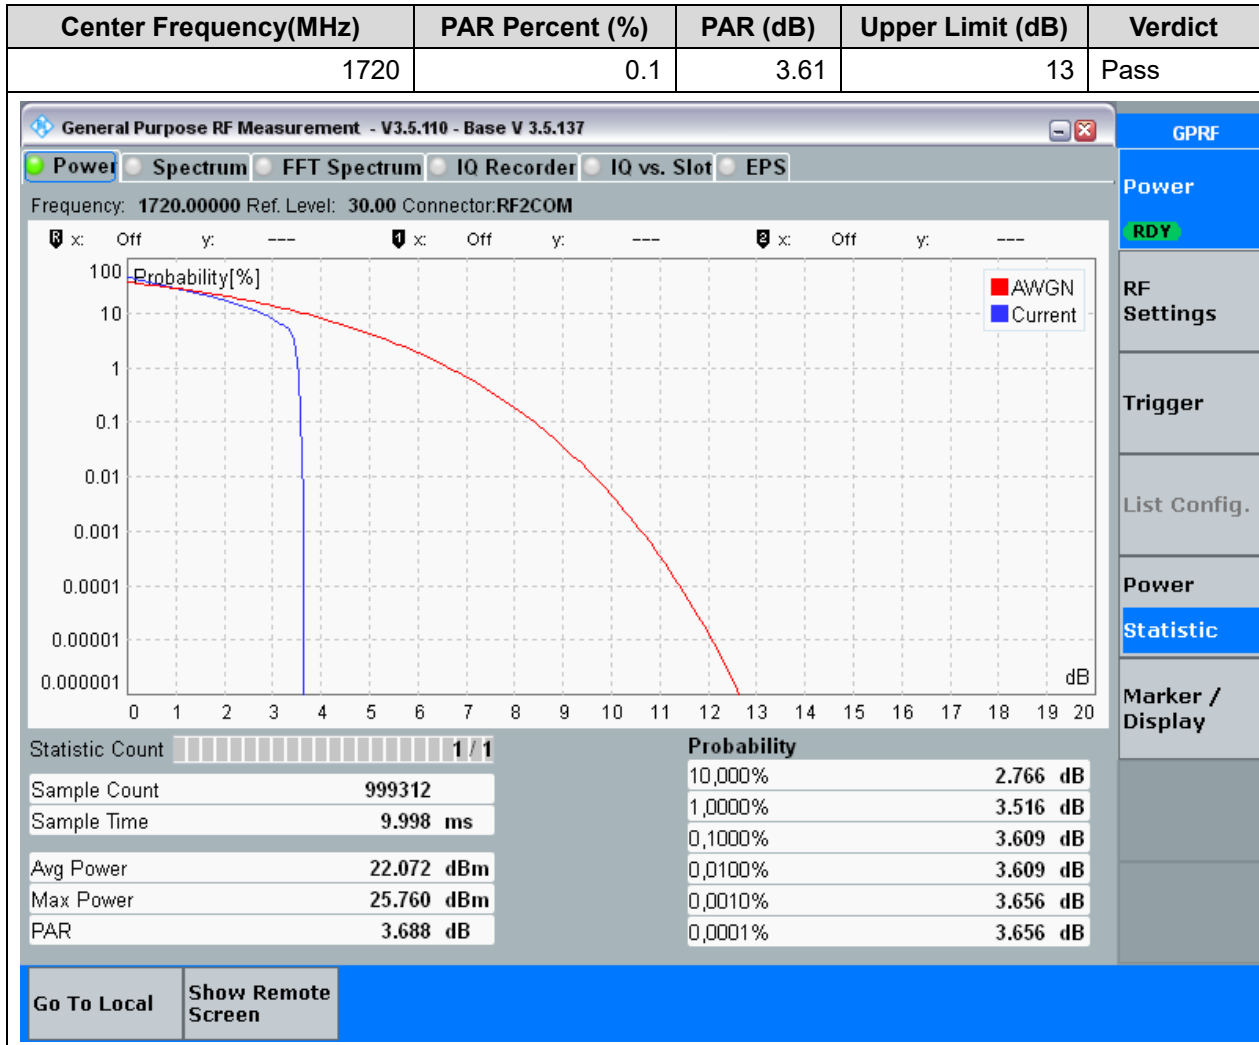 Center Frequency(MHz) PAR Percent (%) PAR (dB) Upper Limit (dB) Verdict
1720 0.1 3.61 13 Pass
General Purpose RF Measurement - V3.5.110 - Base V 3.5.137
GPRF
Power Spectrum FFT Spectrum IQ Recorder IQ vs. Slot EPS
Power
RDY
Frequency: 1720.00000 Ref. Level: 30.00 Connector:RF2COM
R x: Off y: --- 1 x: Off y: --- 2 x: Off y: ---
Probability[%]
AWGN
Current
100
10
1
0.1
0.01
0.001
0.0001
0.00001
0.000001
dB
0 1 2 3 4 5 6 7 8 9 10 11 12 13 14 15 16 17 18 19 20
RF
Settings
Trigger
List Config.
Power
Statistic
Marker /
Display
Statistic Count 1 / 1
Sample Count 999312
Sample Time 9.998 ms
Avg Power 22.072 dBm
Max Power 25.760 dBm
PAR 3.688 dB
Probability
10,000% 2.766 dB
1,0000% 3.516 dB
0,1000% 3.609 dB
0,0100% 3.609 dB
0,0010% 3.656 dB
0,0001% 3.656 dB
Go To Local
Show Remote
Screen